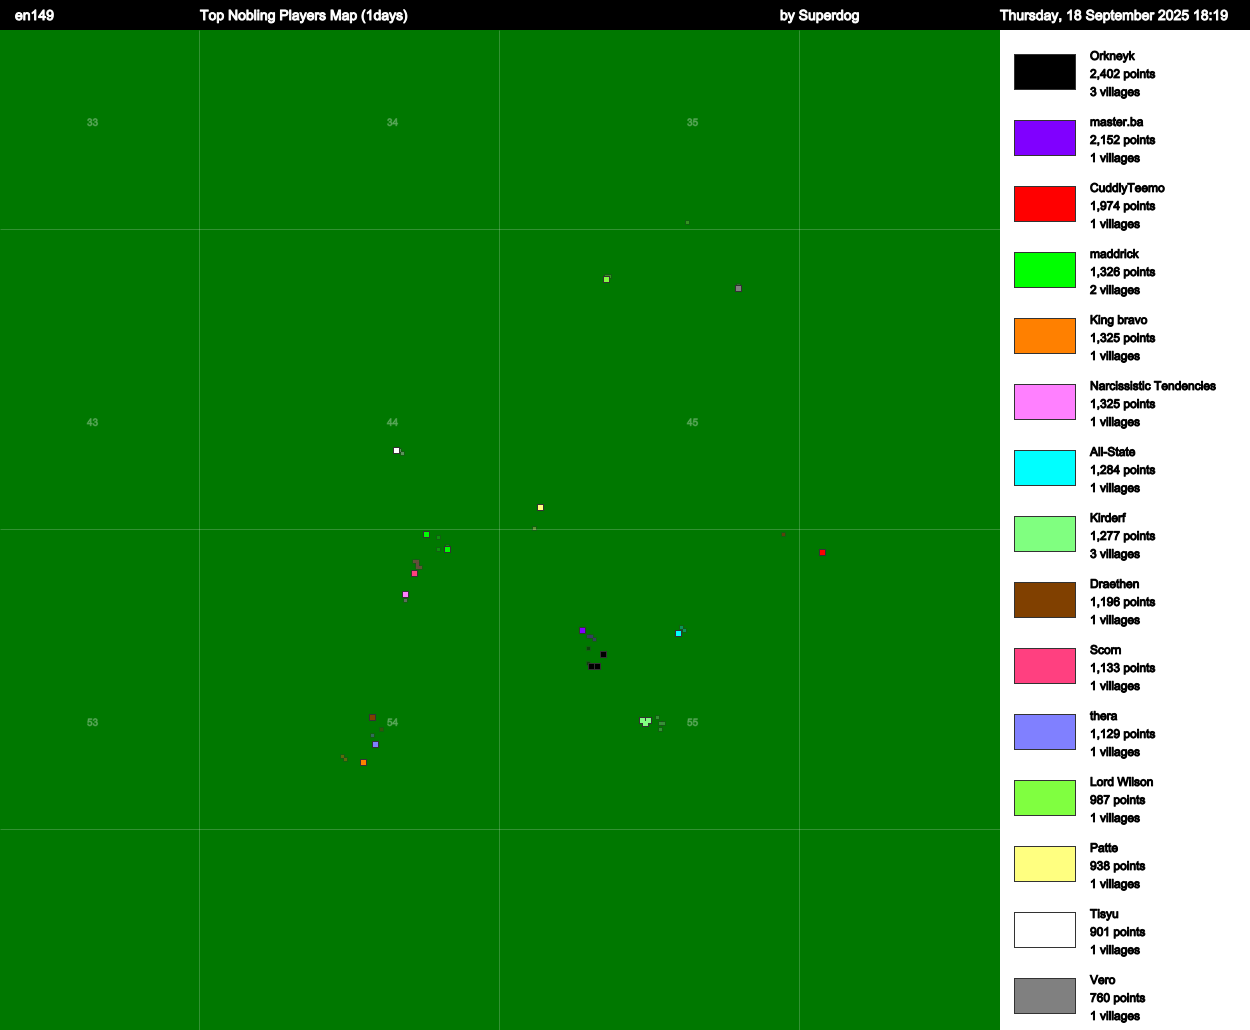 en149 Top Nobling Players Map (1days) by Superdog Thursday, 18 September 2025 18:19
33 34 35
43 44 45
53 54 55
Orkneyk
2,402 points
3 villages
master.ba
2,152 points
1 villages
CuddlyTeemo
1,974 points
1 villages
maddrick
1,326 points
2 villages
King bravo
1,325 points
1 villages
Narcissistic Tendencies
1,325 points
1 villages
All-State
1,284 points
1 villages
Kirderf
1,277 points
3 villages
Draethen
1,196 points
1 villages
Scorn
1,133 points
1 villages
thera
1,129 points
1 villages
Lord Wilson
987 points
1 villages
Patte
938 points
1 villages
Tisyu
901 points
1 villages
Vero
760 points
1 villages